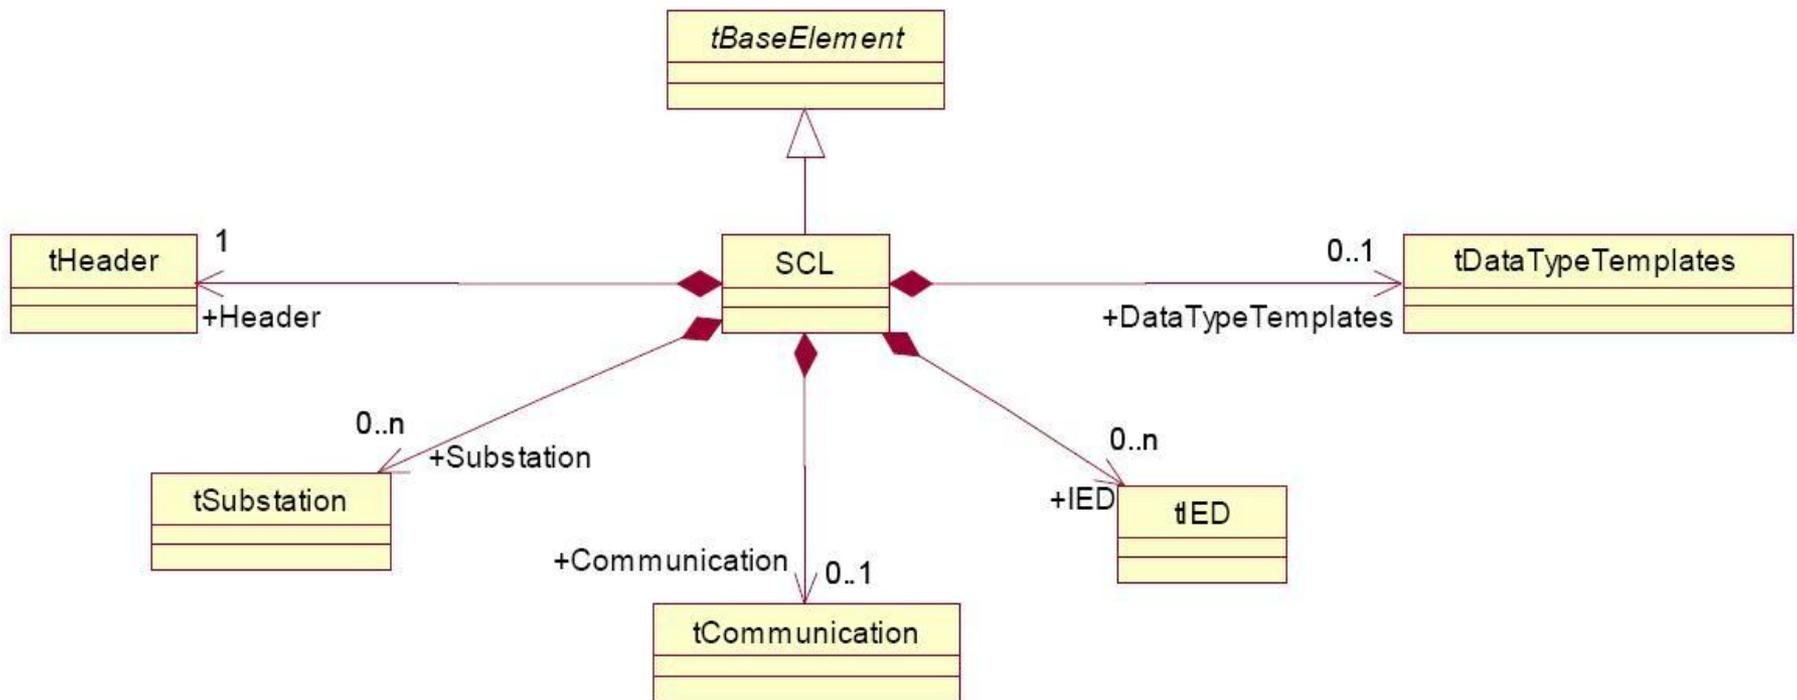 tBaseElement
1
tHeader
+Header
SCL
0..1
tDataTypeTemplates
+DataTypeTemplates
0..n
+Substation
tSubstation
0..n
+IED
tIED
+Communication
0..1
tCommunication